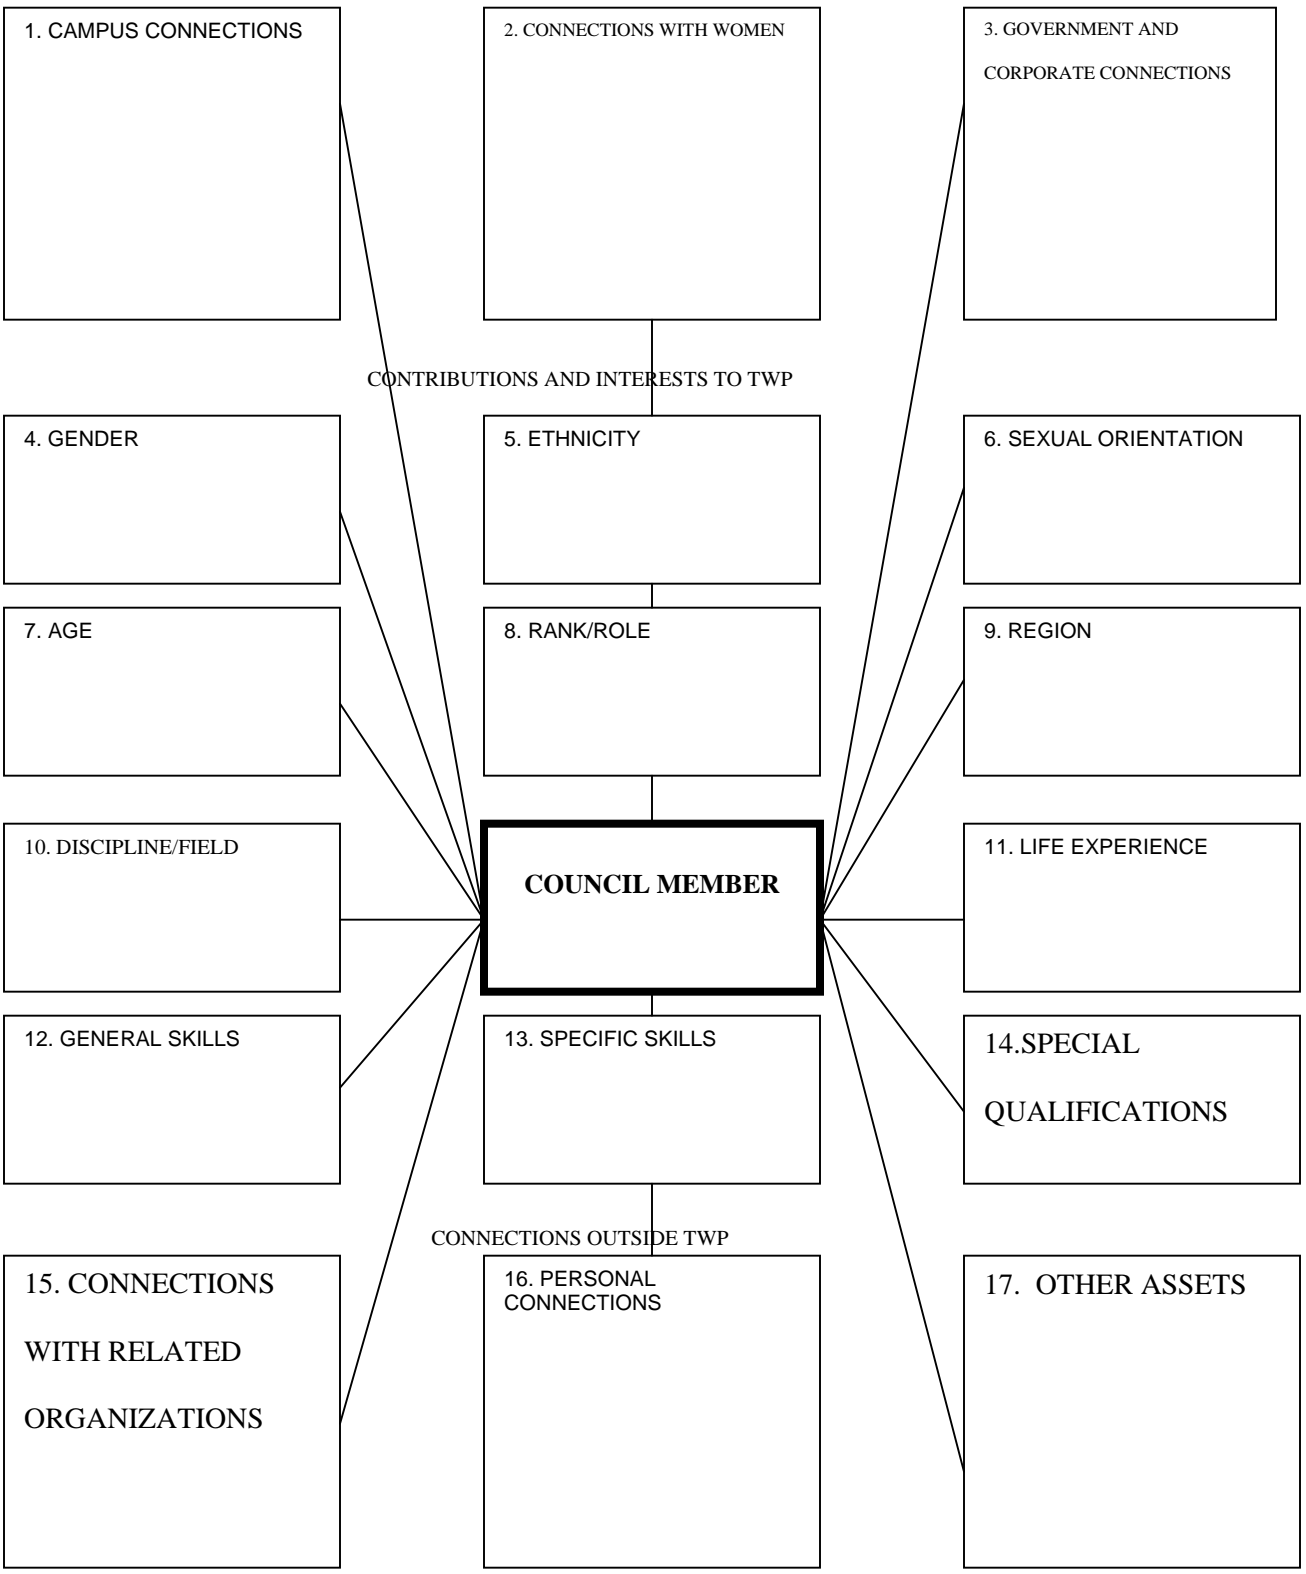 1. CAMPUS CONNECTIONS
2. CONNECTIONS WITH WOMEN
3. GOVERNMENT AND
CORPORATE CONNECTIONS
CONTRIBUTIONS AND INTERESTS TO TWP
4. GENDER
5. ETHNICITY
6. SEXUAL ORIENTATION
7. AGE
8. RANK/ROLE
9. REGION
10. DISCIPLINE/FIELD
COUNCIL MEMBER
11. LIFE EXPERIENCE
12. GENERAL SKILLS
13. SPECIFIC SKILLS
14.SPECIAL
QUALIFICATIONS
CONNECTIONS OUTSIDE TWP
15. CONNECTIONS
WITH RELATED
ORGANIZATIONS
16. PERSONAL
CONNECTIONS
17.  OTHER ASSETS